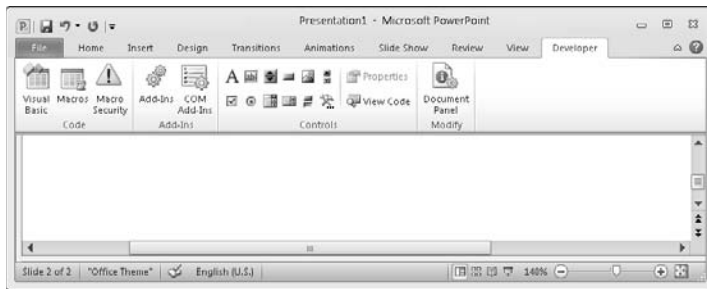 Presentation1 - Microsoft PowerPoint
File Home Insert Design Transitions Animations Slide Show Review View Developer
Visual Basic
Macros
Macro Security
Add-Ins
COM Add-Ins
Properties
View Code
Document Panel
Code
Add-Ins
Controls
Modify
Slide 2 of 2 "Office Theme" English (U.S.) 140%